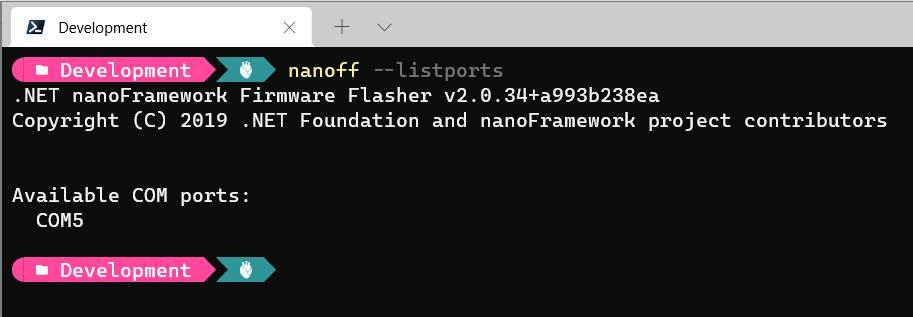 Development
Development nanoff --listports
.NET nanoFramework Firmware Flasher v2.0.34+a993b238ea
Copyright (C) 2019 .NET Foundation and nanoFramework project contributors
Available COM ports:
COM5
Development